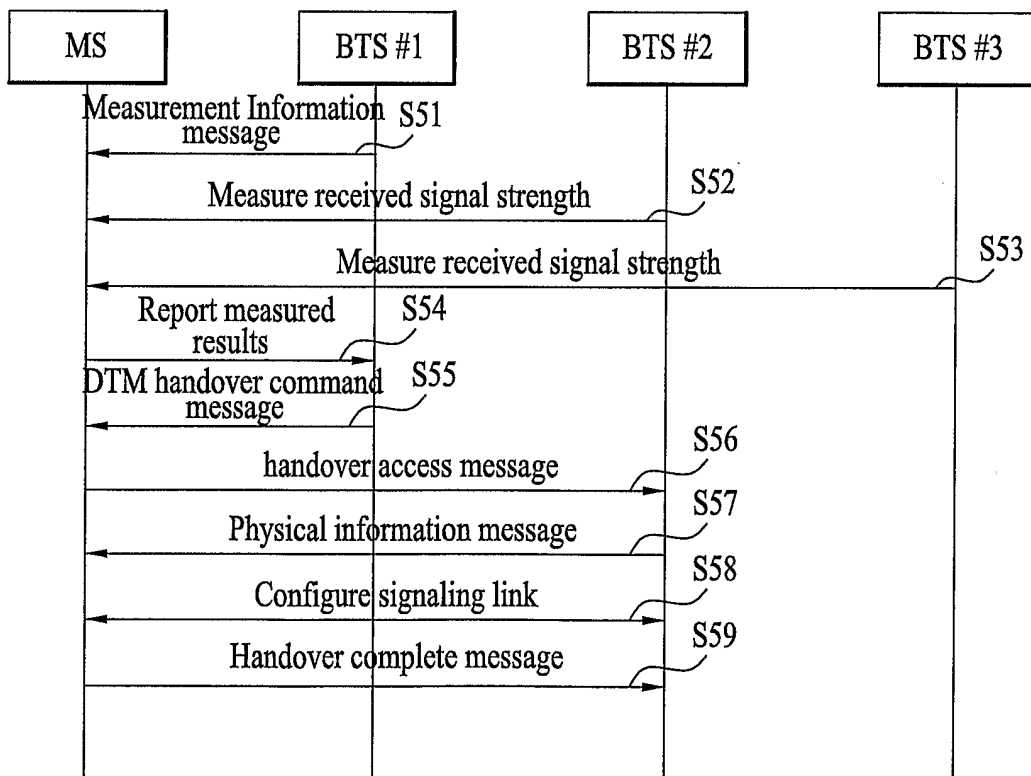 MS
BTS #1
BTS #2
BTS #3
Measurement Information
message
S51
Measure received signal strength
S52
Measure received signal strength
S53
Report measured
results
S54
DTM handover command
message
S55
handover access message
S56
Physical information message
S57
Configure signaling link
S58
Handover complete message
S59